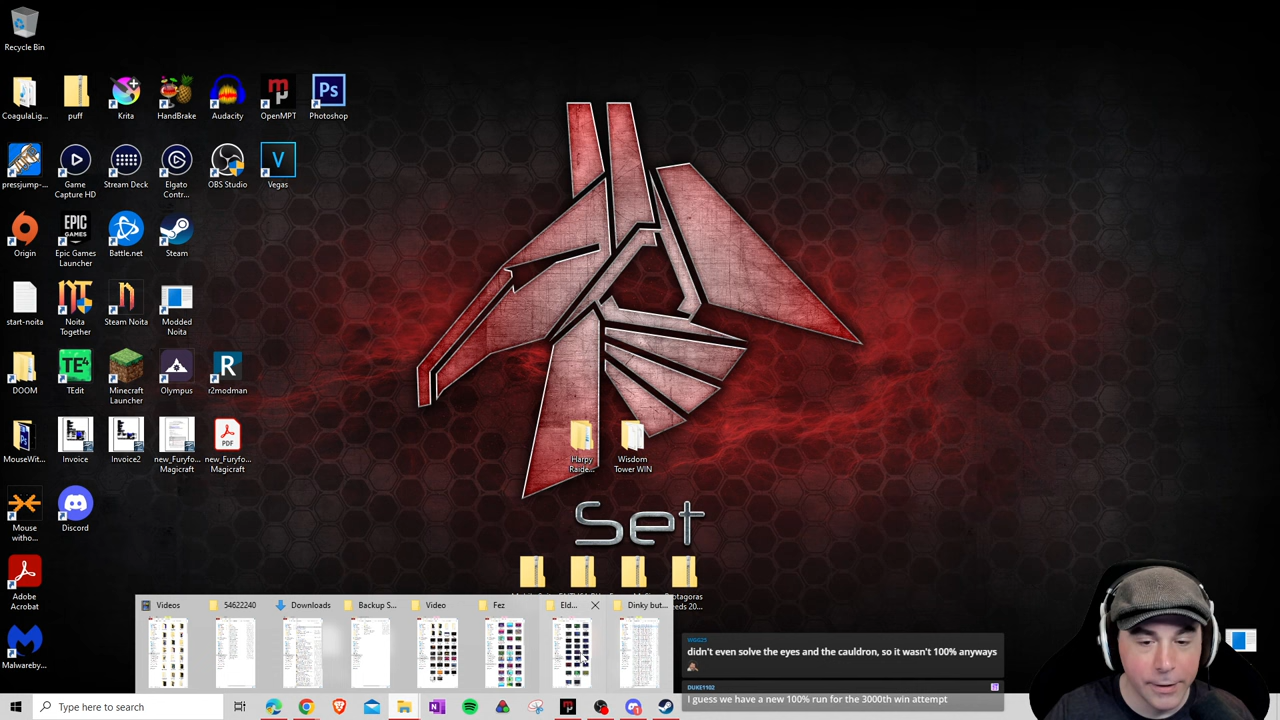 Recycle Bin
CoagulaLig...
puff
Krita
HandBrake
Audacity
OpenMPT
Photoshop
pressjump-...
Game
Capture HD
Stream Deck
Elgato
Contr...
OBS Studio
Vegas
Origin
Epic Games
Launcher
Battle.net
Steam
start-noita
Noita
Together
Steam Noita
Modded
Noita
DOOM
TEdit
Minecraft
Launcher
Olympus
r2modman
MouseWit...
Invoice
Invoice2
new_Furyfo...
Magicraft
new_Furyfo...
Magicraft
Harpy
Raide...
Wisdom
Tower WIN
Mouse
witho...
Discord
Set
Adobe
Acrobat
Malwareby...
Videos
54622240
Downloads
Backup S...
Video
Fez
Eld...
Dinky but...
WGG25
didn't even solve the eyes and the cauldron, so it wasn't 100% anyways
DUKE1102
I guess we have a new 100% run for the 3000th win attempt
Type here to search